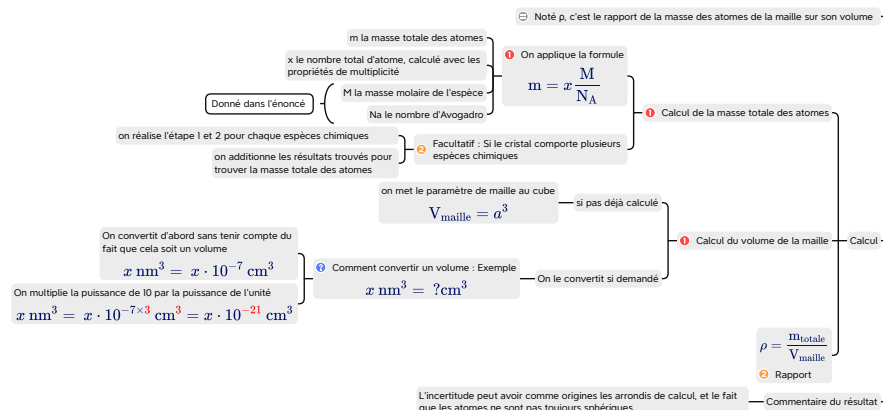 Noté ρ, c'est le rapport de la masse des atomes de la maille sur son volume
m la masse totale des atomes
x le nombre total d'atome, calculé avec les
propriétés de multiplicité
M la masse molaire de l'espèce
Na le nombre d'Avogadro
Donné dans l'énoncé
1 On applique la formule
m = x M/N_A
on réalise l'étape 1 et 2 pour chaque espèces chimiques
on additionne les résultats trouvés pour
trouver la masse totale des atomes
2 Facultatif : Si le cristal comporte plusieurs
espèces chimiques
1 Calcul de la masse totale des atomes
on met le paramètre de maille au cube
V_maille = a³
si pas déjà calculé
On convertit d'abord sans tenir compte du
fait que cela soit un volume
x nm³ = x · 10⁻⁷ cm³
On multiplie la puissance de 10 par la puissance de l'unité
x nm³ = x · 10⁻⁷ˣ³ cm³ = x · 10⁻²¹ cm³
? Comment convertir un volume : Exemple
x nm³ = ?cm³
On le convertit si demandé
1 Calcul du volume de la maille
Calcul
ρ = m_totale/V_maille
2 Rapport
L'incertitude peut avoir comme origines les arrondis de calcul, et le fait
que les atomes ne sont pas toujours sphériques
Commentaire du résultat